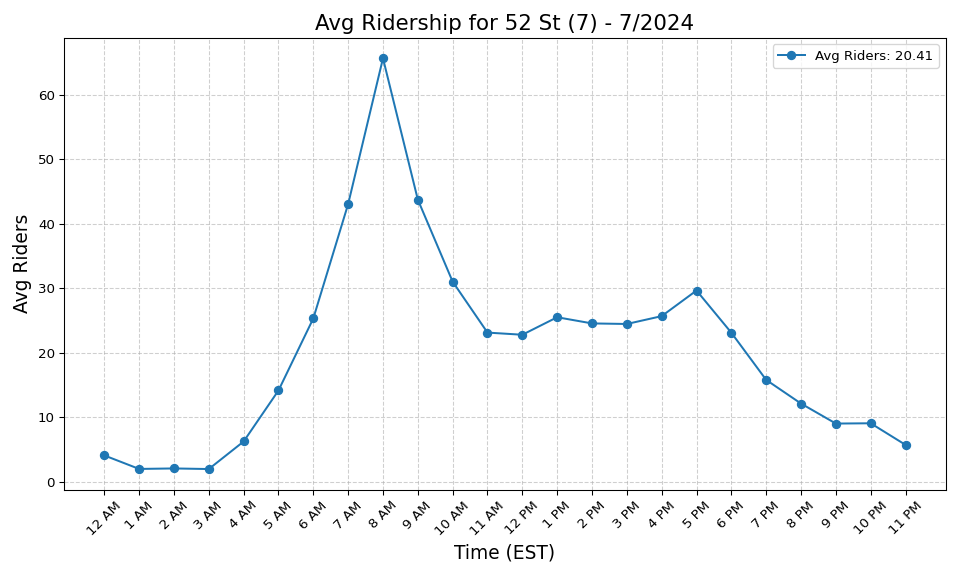 Avg Ridership for 52 St (7) - 7/2024
Avg Riders: 20.41
Avg Riders
60
50
40
30
20
10
0
12 AM
1 AM
2 AM
3 AM
4 AM
5 AM
6 AM
7 AM
8 AM
9 AM
10 AM
11 AM
12 PM
1 PM
2 PM
3 PM
4 PM
5 PM
6 PM
7 PM
8 PM
9 PM
10 PM
11 PM
Time (EST)